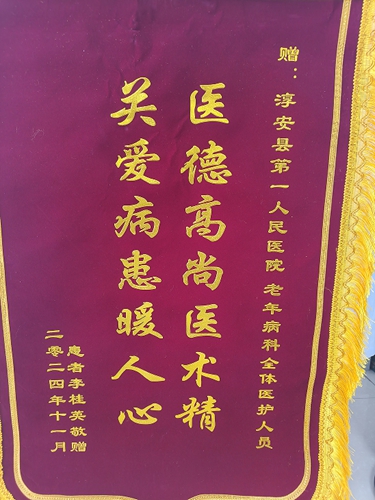 赠：淳安县第一人民医院 老年病科全体医护人员
医德高尚医术精
关爱病患暖人心
患者李桂英敬赠
二零二四年十一月